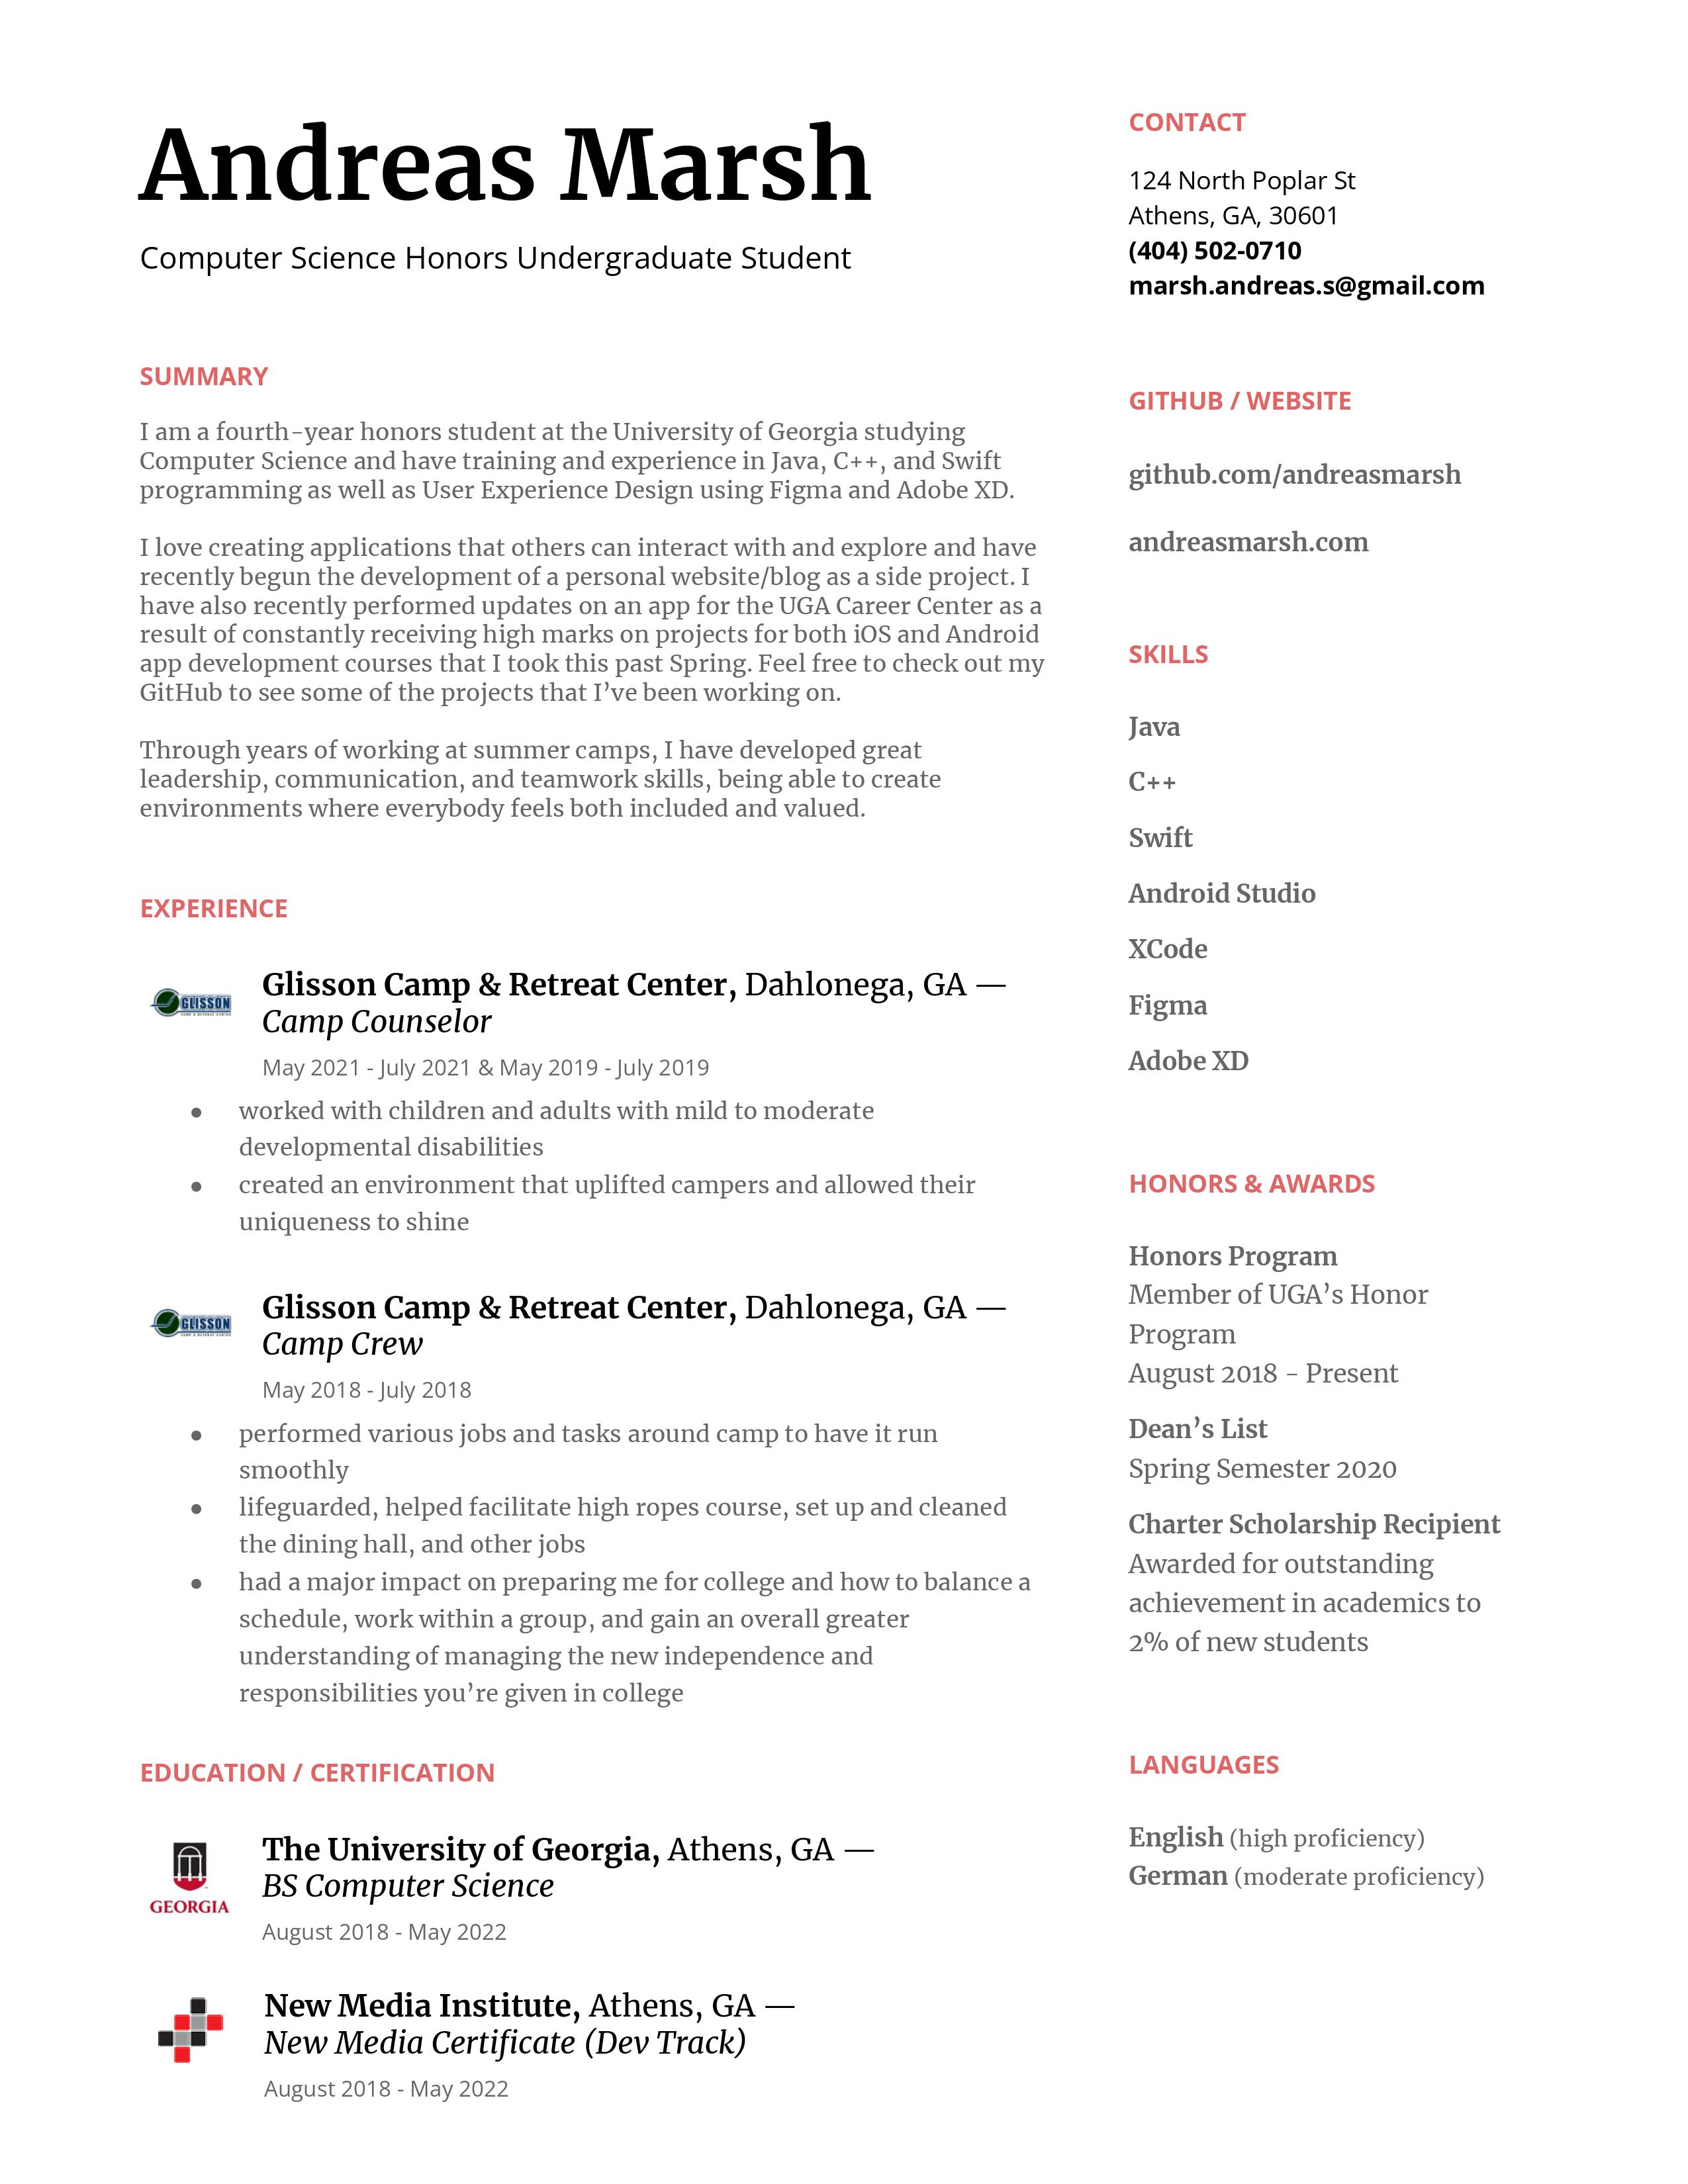 Andreas Marsh
Computer Science Honors Undergraduate Student
SUMMARY
I am a fourth-year honors student at the University of Georgia studying
Computer Science and have training and experience in Java, C++, and Swift
programming as well as User Experience Design using Figma and Adobe XD.
I love creating applications that others can interact with and explore and have
recently begun the development of a personal website/blog as a side project. I
have also recently performed updates on an app for the UGA Career Center as a
result of constantly receiving high marks on projects for both iOS and Android
app development courses that I took this past Spring. Feel free to check out my
GitHub to see some of the projects that I’ve been working on.
Through years of working at summer camps, I have developed great
leadership, communication, and teamwork skills, being able to create
environments where everybody feels both included and valued.
EXPERIENCE
GLISSON
CAMP & RETREAT CENTER
Glisson Camp & Retreat Center, Dahlonega, GA —
Camp Counselor
May 2021 - July 2021 & May 2019 - July 2019
● worked with children and adults with mild to moderate
developmental disabilities
● created an environment that uplifted campers and allowed their
uniqueness to shine
GLISSON
CAMP & RETREAT CENTER
Glisson Camp & Retreat Center, Dahlonega, GA —
Camp Crew
May 2018 - July 2018
● performed various jobs and tasks around camp to have it run
smoothly
● lifeguarded, helped facilitate high ropes course, set up and cleaned
the dining hall, and other jobs
● had a major impact on preparing me for college and how to balance a
schedule, work within a group, and gain an overall greater
understanding of managing the new independence and
responsibilities you’re given in college
EDUCATION / CERTIFICATION
GEORGIA
The University of Georgia, Athens, GA —
BS Computer Science
August 2018 - May 2022
New Media Institute, Athens, GA —
New Media Certificate (Dev Track)
August 2018 - May 2022
CONTACT
124 North Poplar St
Athens, GA, 30601
(404) 502-0710
marsh.andreas.s@gmail.com
GITHUB / WEBSITE
github.com/andreasmarsh
andreasmarsh.com
SKILLS
Java
C++
Swift
Android Studio
XCode
Figma
Adobe XD
HONORS & AWARDS
Honors Program
Member of UGA’s Honor
Program
August 2018 - Present
Dean’s List
Spring Semester 2020
Charter Scholarship Recipient
Awarded for outstanding
achievement in academics to
2% of new students
LANGUAGES
English (high proficiency)
German (moderate proficiency)